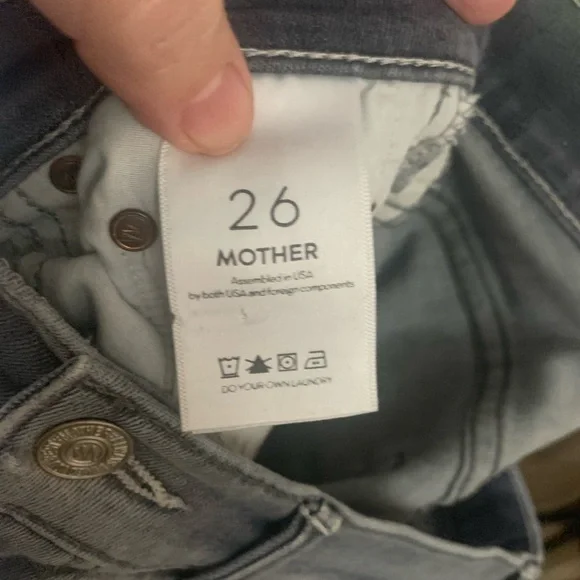 26
MOTHER
Assembled in USA
by both USA and foreign components
DO YOUR OWN LAUNDRY